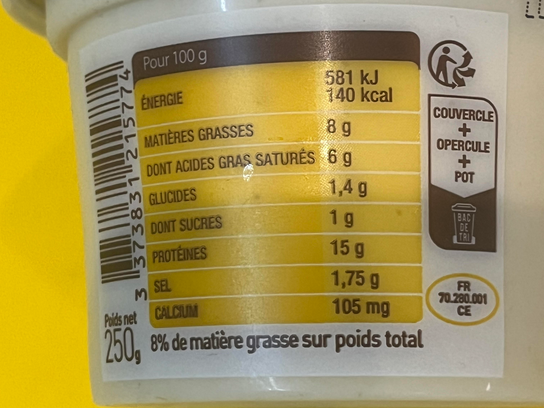 Pour 100 g
ÉNERGIE 581 kJ
140 kcal
MATIÈRES GRASSES 8 g
DONT ACIDES GRAS SATURÉS 6 g
GLUCIDES 1,4 g
DONT SUCRES 1 g
PROTÉINES 15 g
SEL 1,75 g
CALCIUM 105 mg
8% de matière grasse sur poids total
Poids net
250g
3 373831 215774
COUVERCLE
+
OPERCULE
+
POT
BAC
DE
TRI
FR
70.280.001
CE